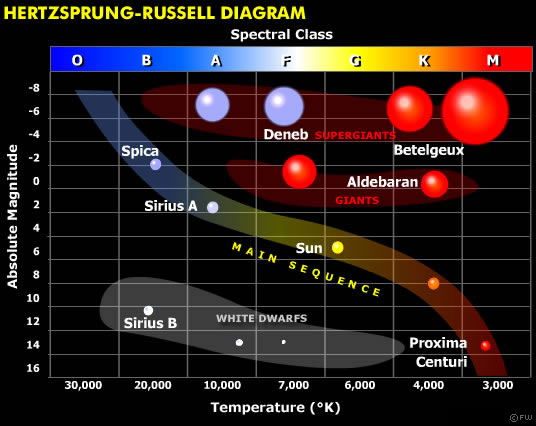 HERTZSPRUNG-RUSSELL DIAGRAM
Spectral Class
O B A F G K M
Absolute Magnitude
-8
-6
-4
-2
0
2
4
6
8
10
12
14
16
Deneb
SUPERGIANTS
Betelgeux
Spica
Aldebaran
GIANTS
Sirius A
Sun
MAIN SEQUENCE
Sirius B
WHITE DWARFS
Proxima
Centuri
30,000 20,000 10,000 7,000 6,000 4,000 3,000
Temperature (°K)
© FW